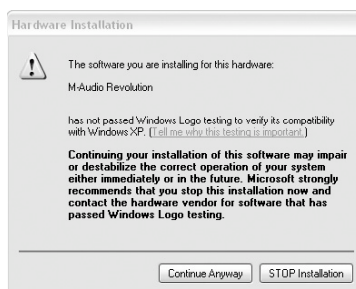 Hardware Installation
The software you are installing for this hardware:
M-Audio Revolution
has not passed Windows Logo testing to verify its compatibility
with Windows XP. (Tell me why this testing is important.)
Continuing your installation of this software may impair
or destabilize the correct operation of your system
either immediately or in the future. Microsoft strongly
recommends that you stop this installation now and
contact the hardware vendor for software that has
passed Windows Logo testing.
Continue Anyway
STOP Installation